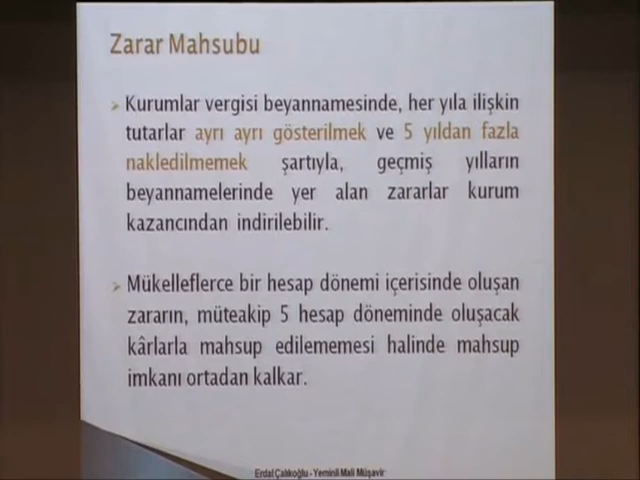 Zarar Mahsubu
Kurumlar vergisi beyannamesinde, her yıla ilişkin
tutarlar ayrı ayrı gösterilmek ve 5 yıldan fazla
nakledilmemek şartıyla, geçmiş yılların
beyannamelerinde yer alan zararlar kurum
kazancından indirilebilir.
Mükelleflerce bir hesap dönemi içerisinde oluşan
zararın, müteakip 5 hesap döneminde oluşacak
kârlarla mahsup edilememesi halinde mahsup
imkanı ortadan kalkar.
Erdal Çalıkoğlu - Yeminli Mali Müşavir